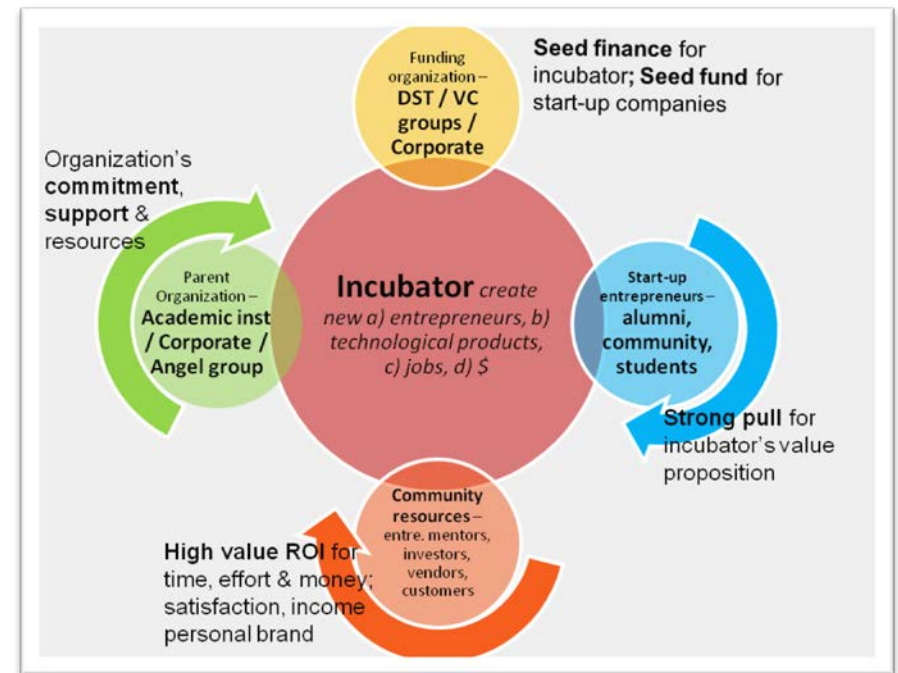 Funding
organization –
DST / VC
groups /
Corporate
Seed finance for
incubator; Seed fund for
start-up companies
Organization's
commitment,
support &
resources
Parent
Organization –
Academic inst
/ Corporate /
Angel group
Incubator create
new a) entrepreneurs, b)
technological products,
c) jobs, d) $
Start-up
entrepreneurs –
alumni,
community,
students
Strong pull for
incubator's value
proposition
Community
resources –
entre. mentors,
investors,
vendors,
customers
High value ROI for
time, effort & money;
satisfaction, income
personal brand